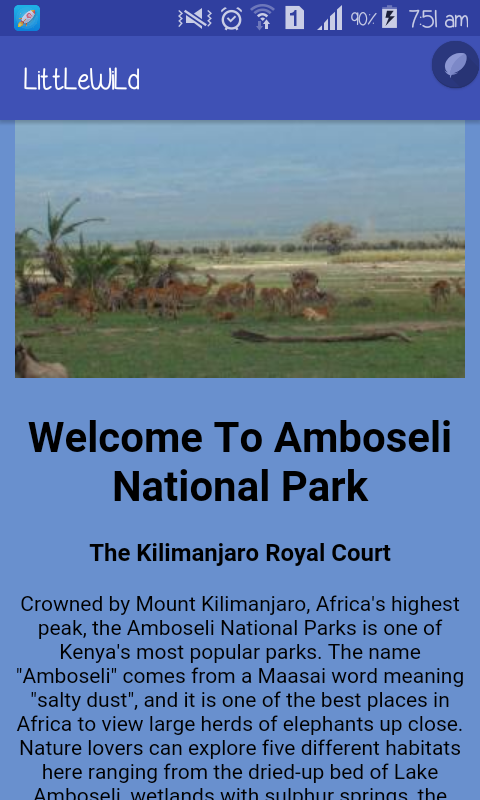 1 90% 7:51 am
LittLeWiLd
Welcome To Amboseli
National Park
The Kilimanjaro Royal Court
Crowned by Mount Kilimanjaro, Africa's highest
peak, the Amboseli National Parks is one of
Kenya's most popular parks. The name
"Amboseli" comes from a Maasai word meaning
"salty dust", and it is one of the best places in
Africa to view large herds of elephants up close.
Nature lovers can explore five different habitats
here ranging from the dried-up bed of Lake
Amboseli, wetlands with sulphur springs, the